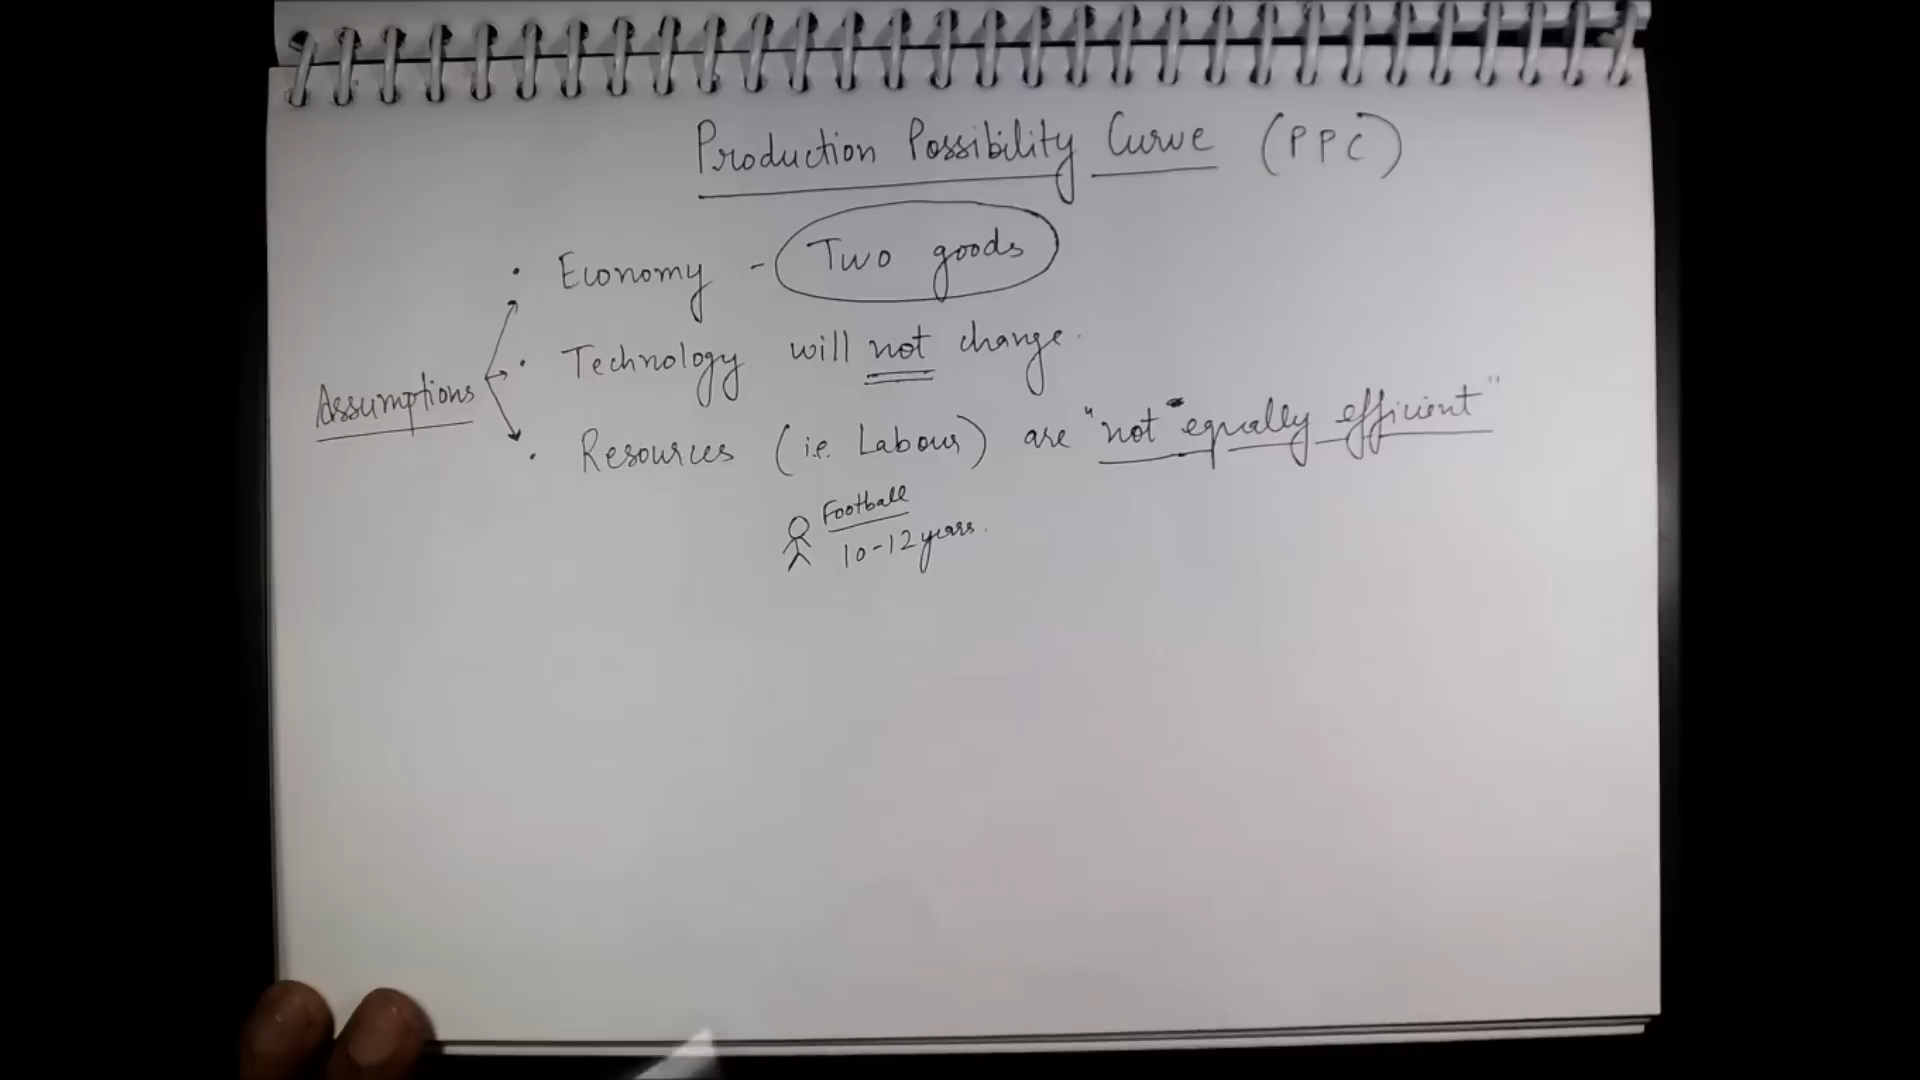 Production Possibility Curve (PPC)
• Economy - Two goods
• Technology will not change.
Assumptions
• Resources (i.e. Labour) are "not equally efficient"
Football
10-12 years.